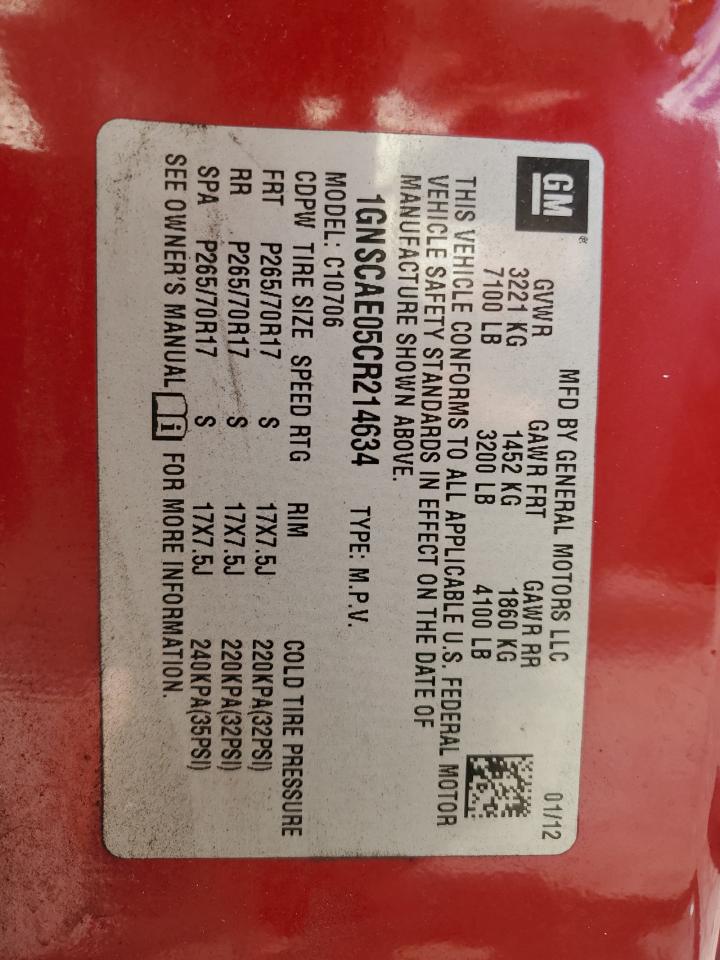 GM®
MFD BY GENERAL MOTORS LLC 01/12
GVWR GAWR FRT GAWR RR
3221 KG 1452 KG 1860 KG
7100 LB 3200 LB 4100 LB
THIS VEHICLE CONFORMS TO ALL APPLICABLE U.S. FEDERAL MOTOR
VEHICLE SAFETY STANDARDS IN EFFECT ON THE DATE OF
MANUFACTURE SHOWN ABOVE.
1GNSCAE05CR214634 TYPE: M.P.V.
MODEL: C10706
CDPW TIRE SIZE SPEED RTG RIM COLD TIRE PRESSURE
FRT P265/70R17 S 17X7.5J 220KPA(32PSI)
RR P265/70R17 S 17X7.5J 220KPA(32PSI)
SPA P265/70R17 S 17X7.5J 240KPA(35PSI)
SEE OWNER'S MANUAL i FOR MORE INFORMATION.